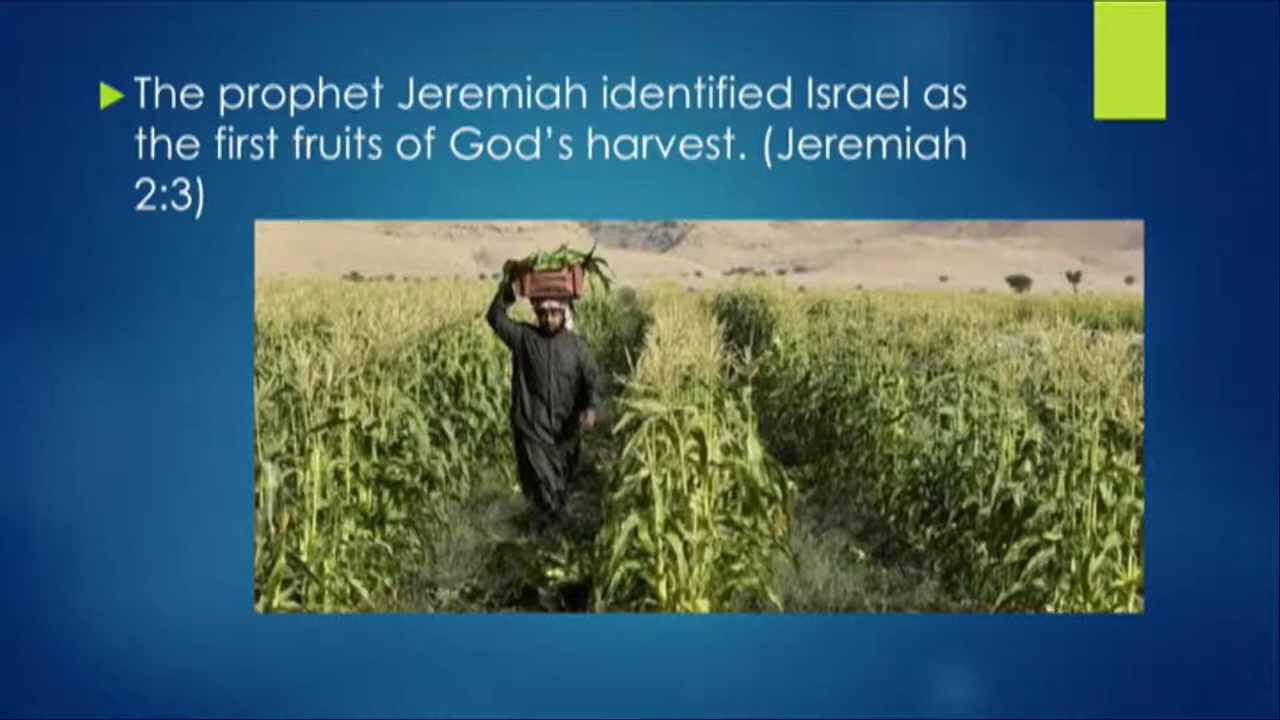 The prophet Jeremiah identified Israel as
the first fruits of God's harvest. (Jeremiah
2:3)